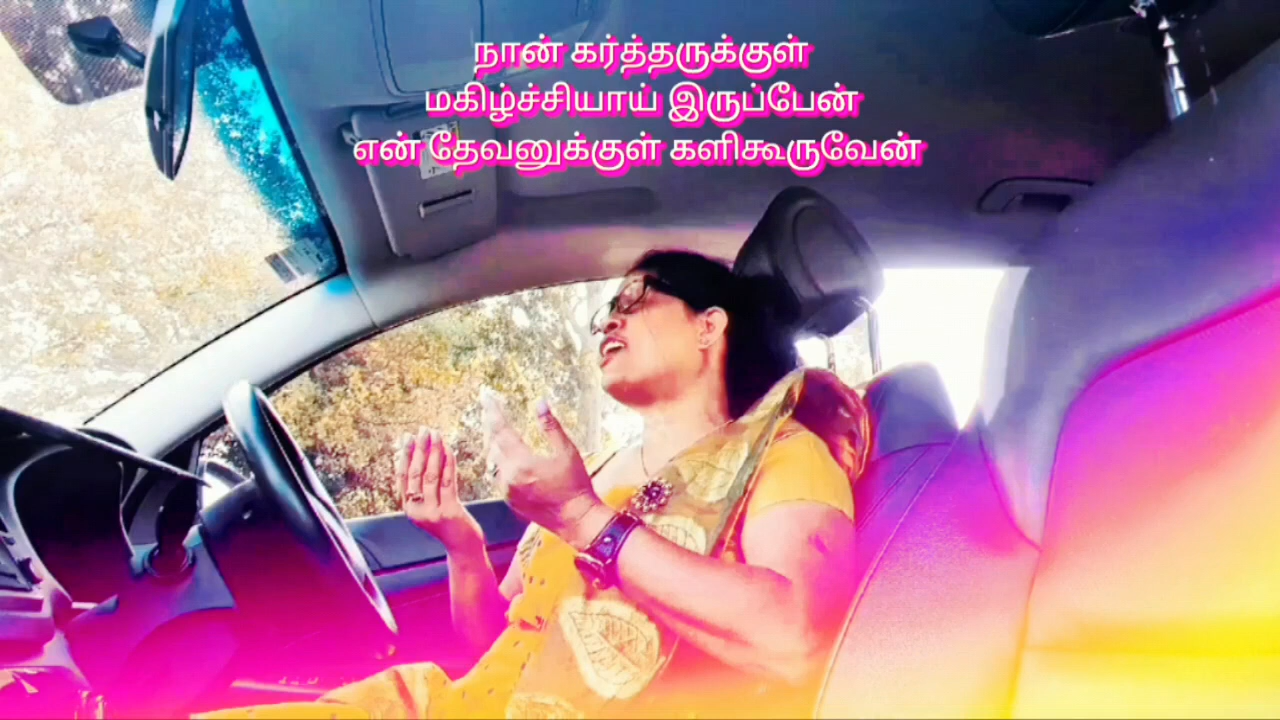 நான் கர்த்தருக்குள்
மகிழ்ச்சியாய் இருப்பேன்
என் தேவனுக்குள் களிகூருவேன்